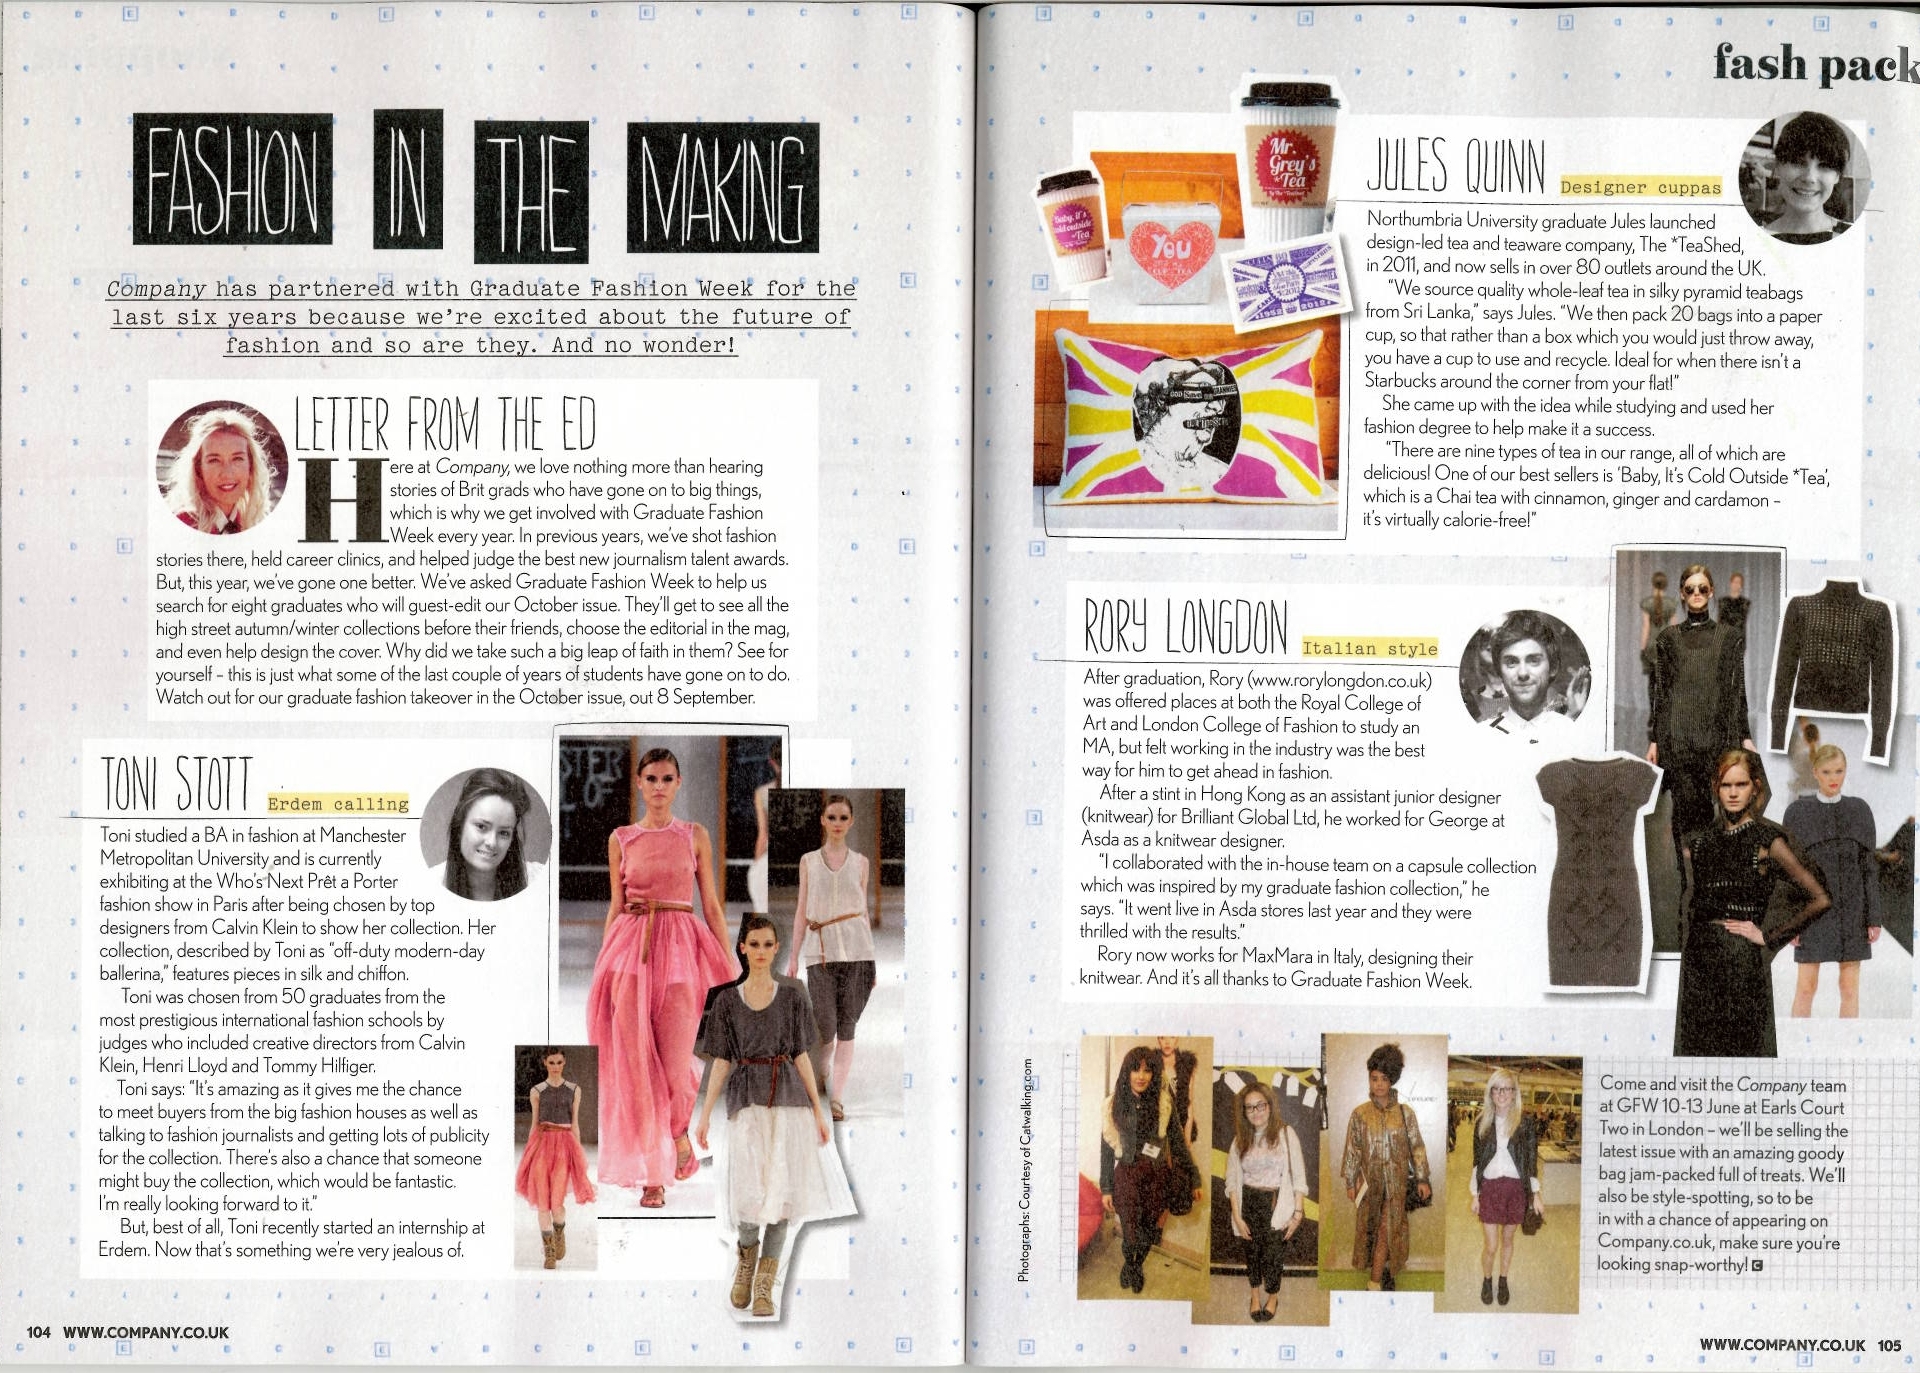 FASHION IN THE MAKING
Company has partnered with Graduate Fashion Week for the
last six years because we're excited about the future of
fashion and so are they. And no wonder!
LETTER FROM THE ED
Here at Company, we love nothing more than hearing
stories of Brit grads who have gone on to big things,
which is why we get involved with Graduate Fashion
Week every year. In previous years, we've shot fashion
stories there, held career clinics, and helped judge the best new journalism talent awards.
But, this year, we've gone one better. We've asked Graduate Fashion Week to help us
search for eight graduates who will guest-edit our October issue. They'll get to see all the
high street autumn/winter collections before their friends, choose the editorial in the mag,
and even help design the cover. Why did we take such a big leap of faith in them? See for
yourself – this is just what some of the last couple of years of students have gone on to do.
Watch out for our graduate fashion takeover in the October issue, out 8 September.
TONI STOTT
Erdem calling
Toni studied a BA in fashion at Manchester
Metropolitan University and is currently
exhibiting at the Who's Next Prêt a Porter
fashion show in Paris after being chosen by top
designers from Calvin Klein to show her collection. Her
collection, described by Toni as "off-duty modern-day
ballerina," features pieces in silk and chiffon.
Toni was chosen from 50 graduates from the
most prestigious international fashion schools by
judges who included creative directors from Calvin
Klein, Henri Lloyd and Tommy Hilfiger.
Toni says: "It's amazing as it gives me the chance
to meet buyers from the big fashion houses as well as
talking to fashion journalists and getting lots of publicity
for the collection. There's also a chance that someone
might buy the collection, which would be fantastic.
I'm really looking forward to it."
But, best of all, Toni recently started an internship at
Erdem. Now that's something we're very jealous of.
104 WWW.COMPANY.CO.UK
fash pack
Mr.
Grey's
*Tea
Baby, it's
cold outside
*Tea
YOU
JULES QUINN
Designer cuppas
Northumbria University graduate Jules launched
design-led tea and teaware company, The *TeaShed,
in 2011, and now sells in over 80 outlets around the UK.
"We source quality whole-leaf tea in silky pyramid teabags
from Sri Lanka," says Jules. "We then pack 20 bags into a paper
cup, so that rather than a box which you would just throw away,
you have a cup to use and recycle. Ideal for when there isn't a
Starbucks around the corner from your flat!"
She came up with the idea while studying and used her
fashion degree to help make it a success.
"There are nine types of tea in our range, all of which are
delicious! One of our best sellers is 'Baby, It's Cold Outside *Tea',
which is a Chai tea with cinnamon, ginger and cardamon –
it's virtually calorie-free!"
RORY LONGDON
Italian style
After graduation, Rory (www.rorylongdon.co.uk)
was offered places at both the Royal College of
Art and London College of Fashion to study an
MA, but felt working in the industry was the best
way for him to get ahead in fashion.
After a stint in Hong Kong as an assistant junior designer
(knitwear) for Brilliant Global Ltd, he worked for George at
Asda as a knitwear designer.
"I collaborated with the in-house team on a capsule collection
which was inspired by my graduate fashion collection," he
says. "It went live in Asda stores last year and they were
thrilled with the results."
Rory now works for MaxMara in Italy, designing their
knitwear. And it's all thanks to Graduate Fashion Week.
Photographs: Courtesy of Catwalking.com
Come and visit the Company team
at GFW 10-13 June at Earls Court
Two in London – we'll be selling the
latest issue with an amazing goody
bag jam-packed full of treats. We'll
also be style-spotting, so to be
in with a chance of appearing on
Company.co.uk, make sure you're
looking snap-worthy! C
WWW.COMPANY.CO.UK 105